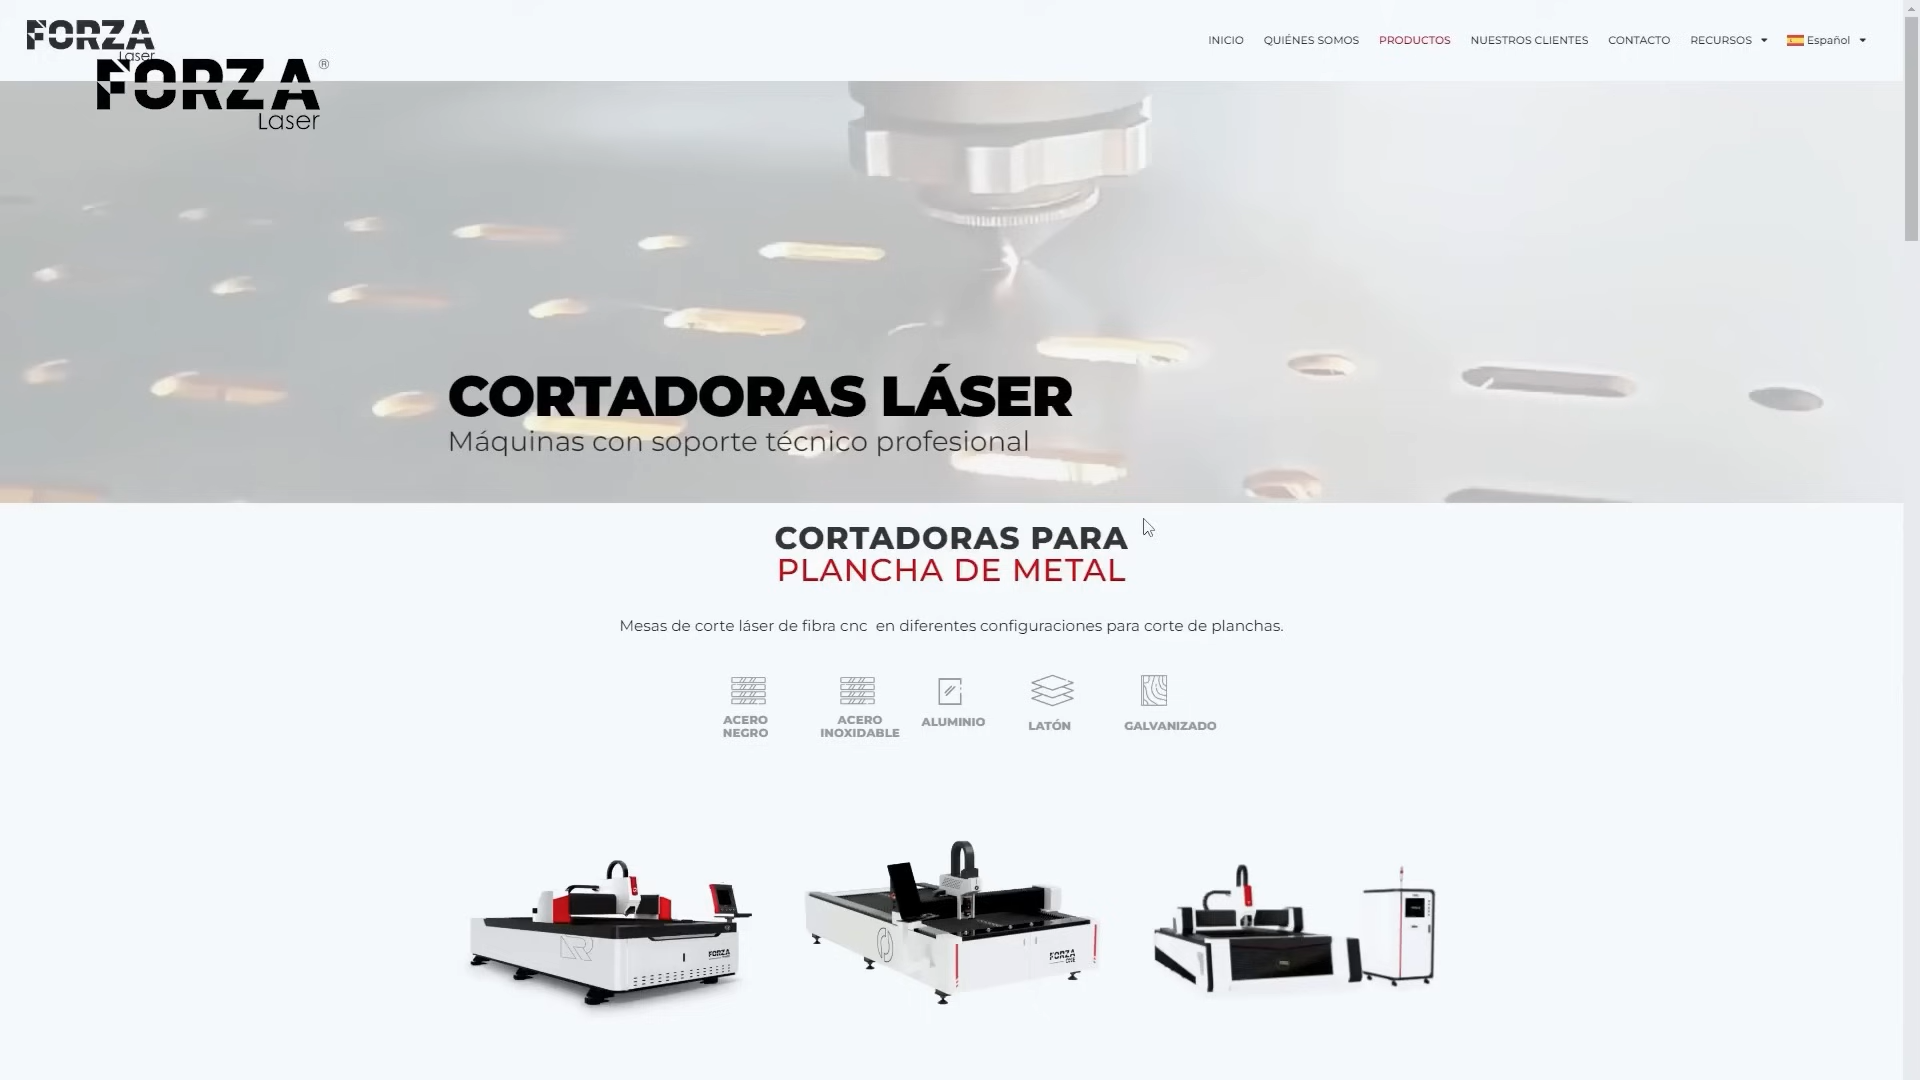 FORZA
Laser
INICIO QUIÉNES SOMOS PRODUCTOS NUESTROS CLIENTES CONTACTO RECURSOS Español
FORZA®
Laser
CORTADORAS LÁSER
Máquinas con soporte técnico profesional
CORTADORAS PARA
PLANCHA DE METAL
Mesas de corte láser de fibra cnc en diferentes configuraciones para corte de planchas.
ACERO
NEGRO
ACERO
INOXIDABLE
ALUMINIO
LATÓN
GALVANIZADO
FORZA
FORZA